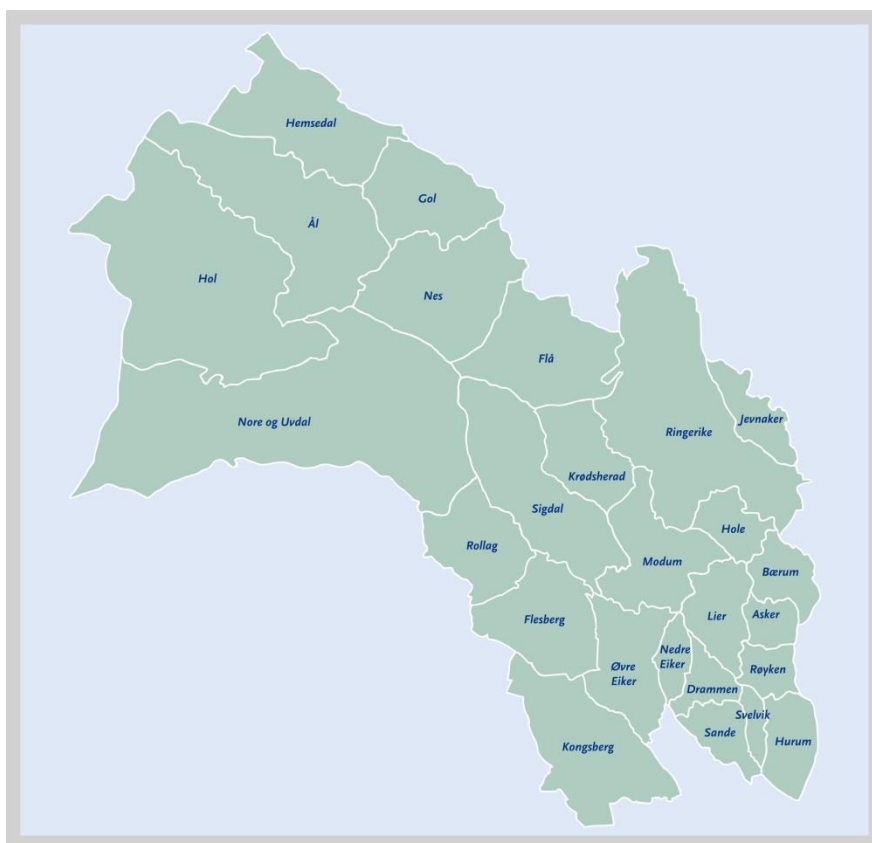 Hemsedal
Gol
Ål
Hol
Nes
Flå
Nore og Uvdal
Jevnaker
Ringerike
Krødsherad
Sigdal
Hole
Rollag
Modum
Bærum
Flesberg
Lier
Asker
Nedre
Eiker
Øvre
Eiker
Røyken
Drammen
Svelvik
Sande
Hurum
Kongsberg